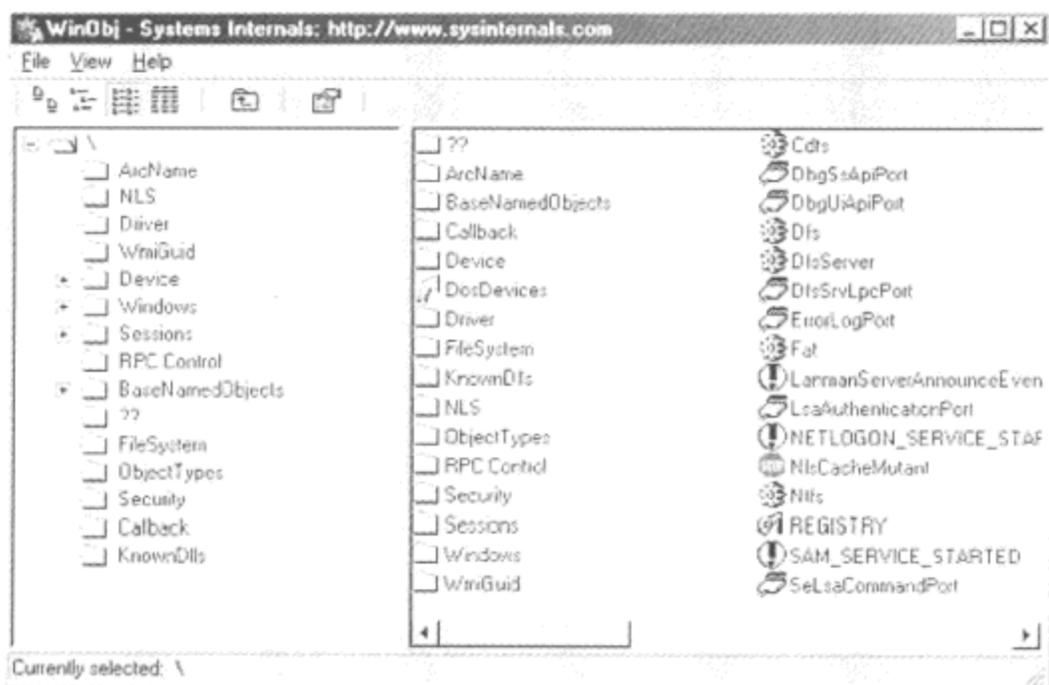 WinObj - Systems Internals: http://www.sysinternals.com
File View Help
\
ArcName
NLS
Driver
WmiGuid
Device
Windows
Sessions
RPC Control
BaseNamedObjects
??
FileSystem
ObjectTypes
Security
Callback
KnownDlls
??
ArcName
BaseNamedObjects
Callback
Device
DosDevices
Driver
FileSystem
KnownDlls
NLS
ObjectTypes
RPC Control
Security
Sessions
Windows
WmiGuid
Cdfs
DbgSsApiPort
DbgUiApiPort
Dfs
DfsServer
DfsSrvLpcPort
ErrorLogPort
Fat
LanmanServerAnnounceEven
LsaAuthenticationPort
NETLOGON_SERVICE_STAR
NlsCacheMutant
Ntfs
REGISTRY
SAM_SERVICE_STARTED
SeLsaCommandPort
Currently selected: \